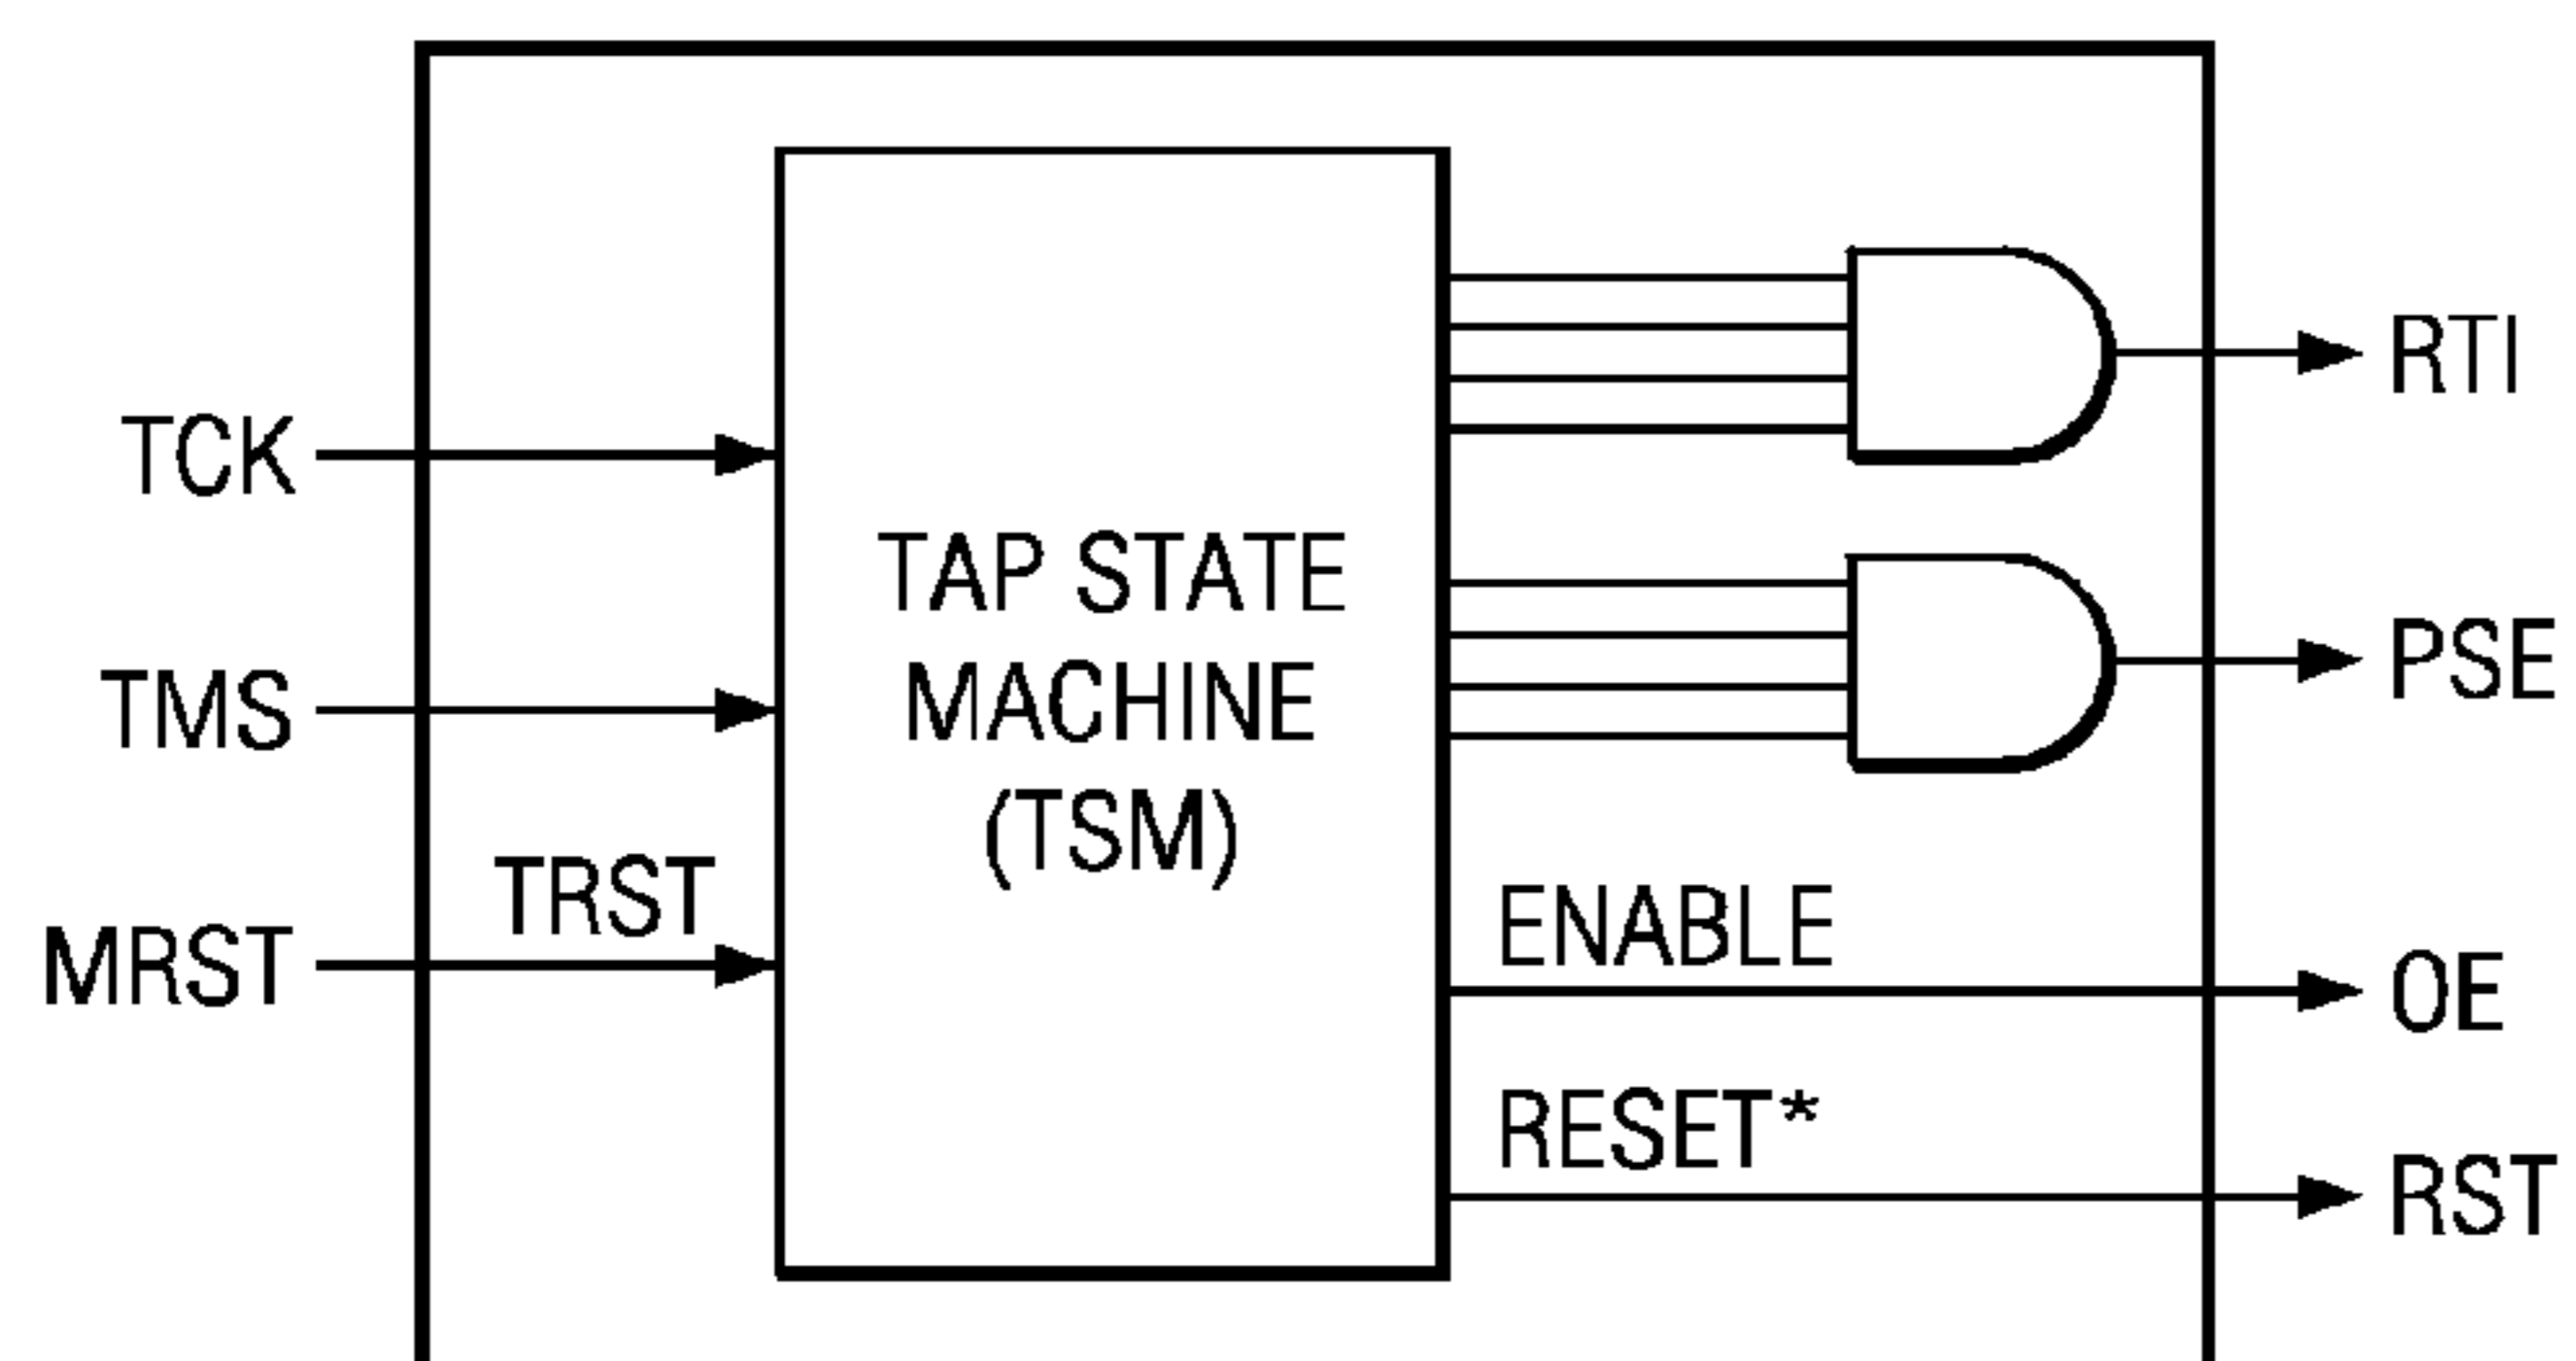 RTI
TCK
TAP STATE
MACHINE
(TSM)
TMS
PSE
TRST
MRST
ENABLE
OE
RESET*
RST